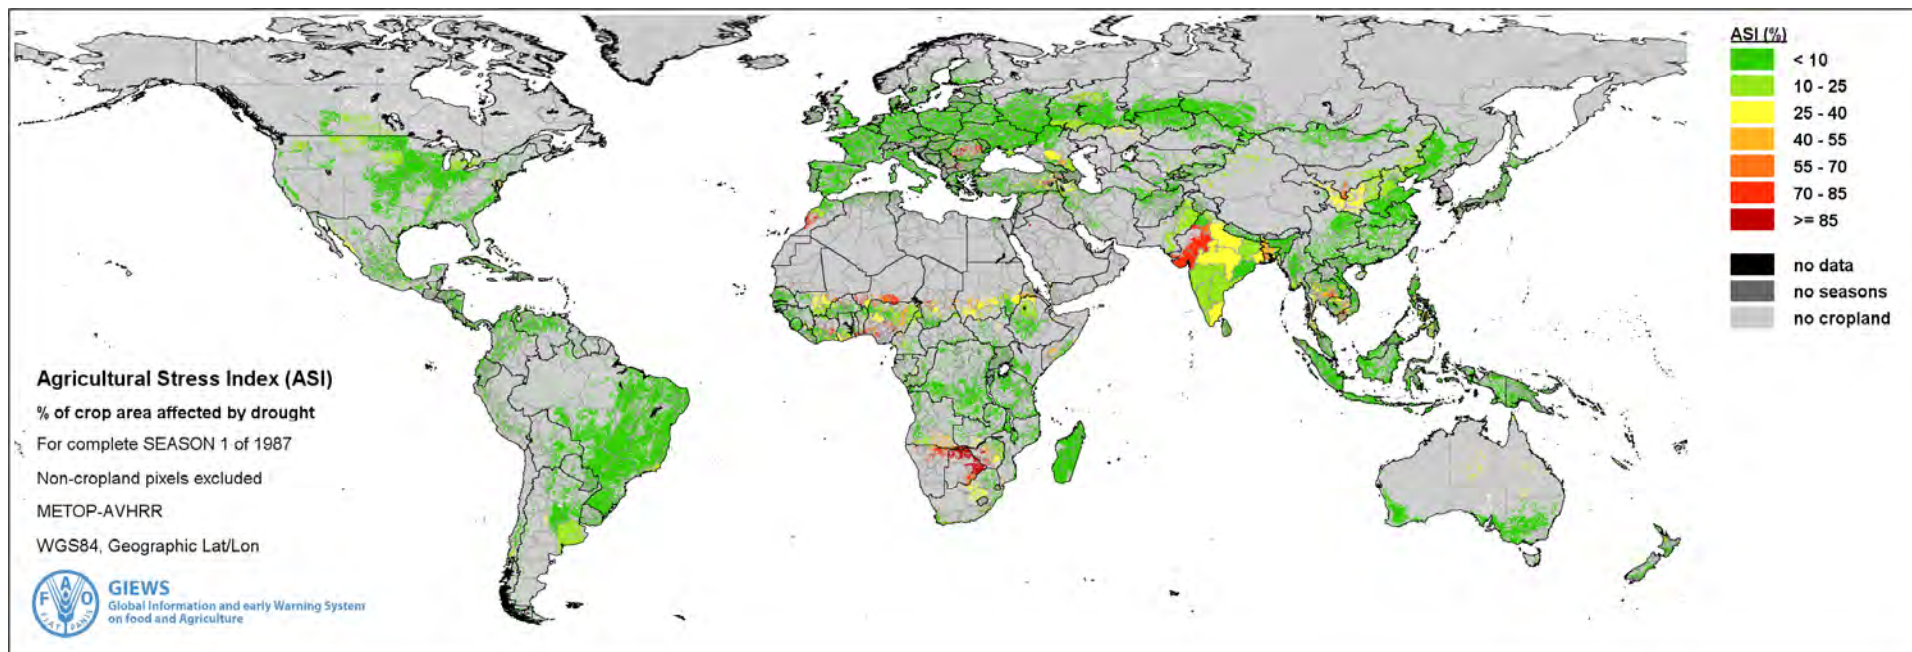 ASI (%)
< 10
10 - 25
25 - 40
40 - 55
55 - 70
70 - 85
>= 85
no data
no seasons
no cropland
Agricultural Stress Index (ASI)
% of crop area affected by drought
For complete SEASON 1 of 1987
Non-cropland pixels excluded
METOP-AVHRR
WGS84, Geographic Lat/Lon
F A O
FIAT PANIS
GIEWS
Global Information and early Warning System
on food and Agriculture